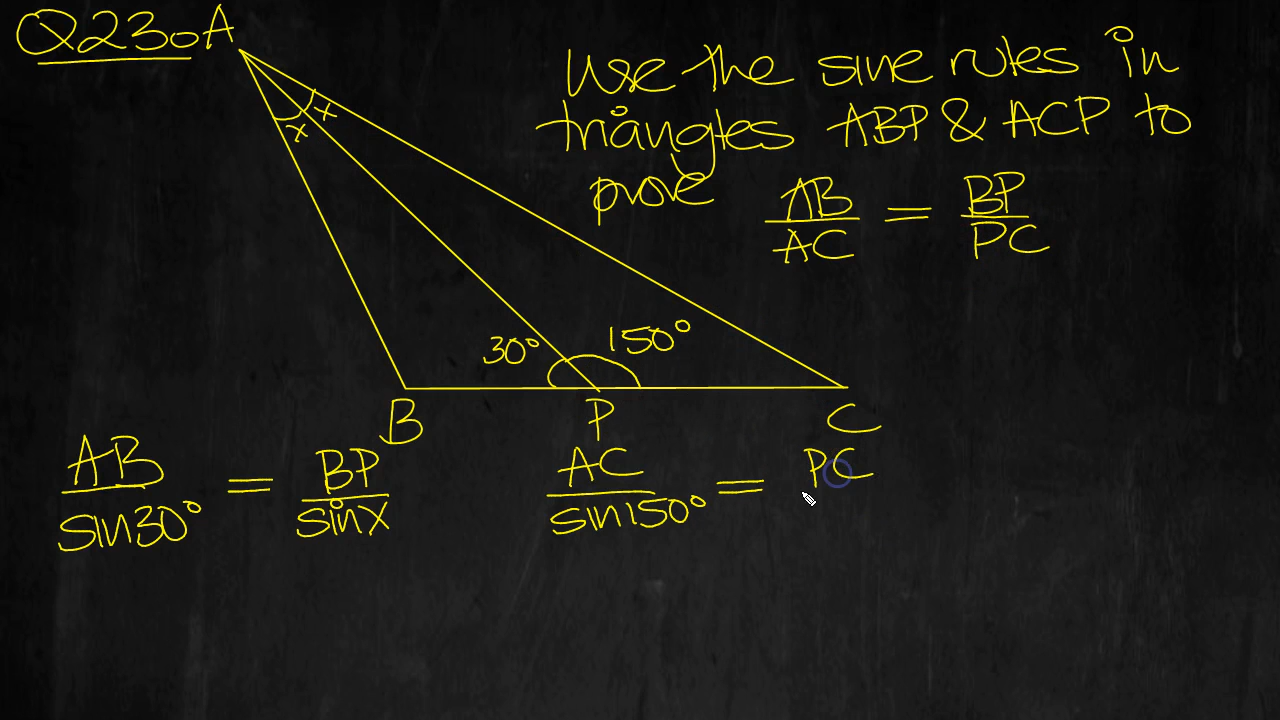 Q230
A
Use the sine rules in
triangles ABP & ACP to
prove AB/AC = BP/PC
x
x
30° 150°
B P C
AB/sin30° = BP/sinx
AC/sin150° = PC